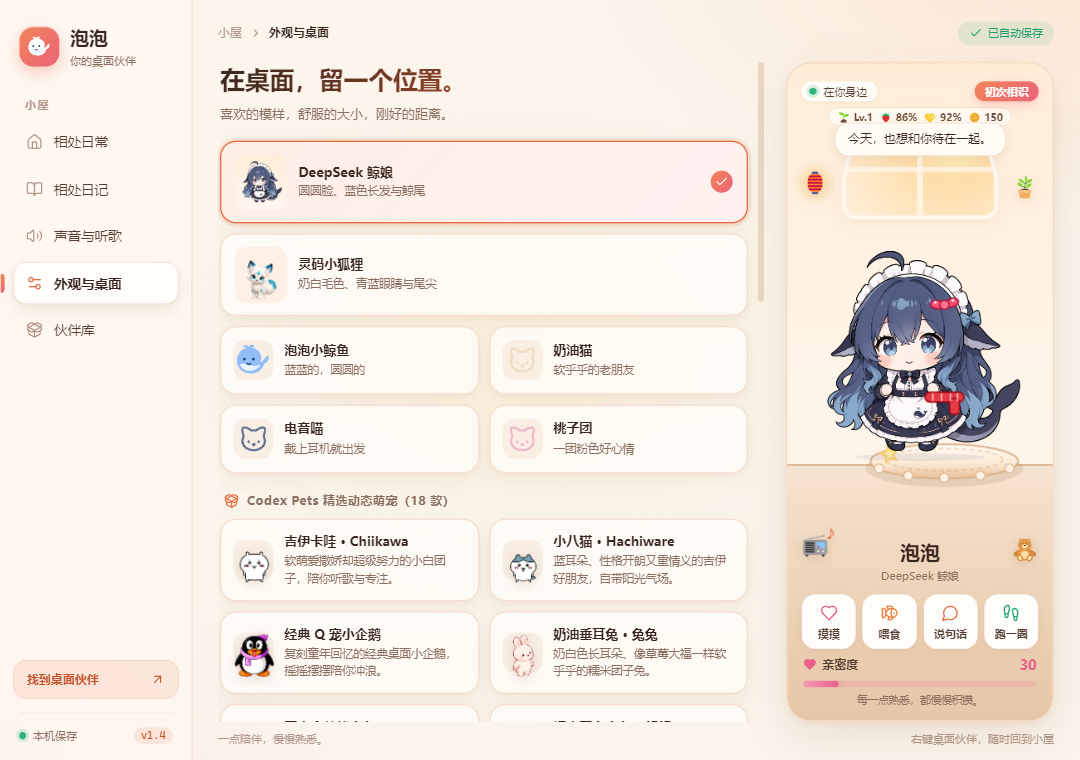 泡泡
你的桌面伙伴
小屋
相处日常
相处日记
声音与听歌
外观与桌面
伙伴库
找到桌面伙伴
本机保存
v1.4
小屋
外观与桌面
已自动保存
在桌面，留一个位置。
喜欢的模样，舒服的大小，刚好的距离。
DeepSeek 鲸娘
圆圆脸、蓝色长发与鲸尾
灵码小狐狸
奶白毛色、青蓝眼睛与尾尖
泡泡小鲸鱼
蓝蓝的，圆圆的
奶油猫
软乎乎的老朋友
电音喵
戴上耳机就出发
桃子团
一团粉色好心情
Codex Pets 精选动态萌宠（18 款）
吉伊卡哇 • Chiikawa
软萌爱撒娇却超级努力的小白团
子，陪你听歌与专注。
小八猫 • Hachiware
蓝耳朵、性格开朗又重情义的吉伊
好朋友，自带阳光气场。
经典 Q 宠小企鹅
复刻童年回忆的经典桌面小企鹅，
摇摇摆摆陪你冲浪。
奶油垂耳兔 • 兔兔
奶白色长耳朵、像草莓大福一样软
乎乎的糯米团子兔。
一点陪伴，慢慢熟悉。
在你身边
初次相识
Lv.1 86% 92% 150
今天，也想和你待在一起。
泡泡
DeepSeek 鲸娘
摸摸
喂食
说句话
跑一圈
亲密度
30
每一点熟悉，都慢慢积攒。
右键桌面伙伴，随时回到小屋